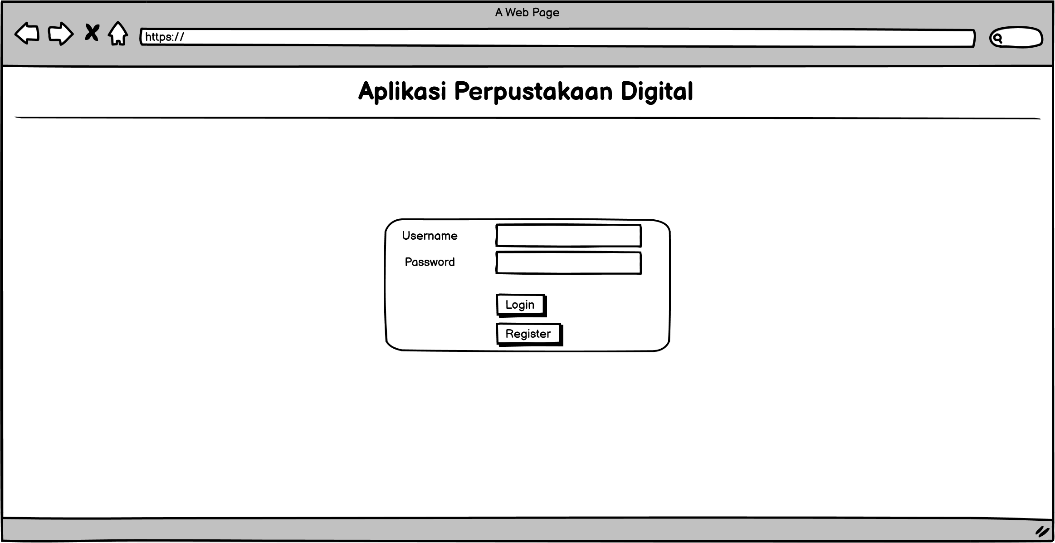 A Web Page
https://
Aplikasi Perpustakaan Digital
Username
Password
Login
Register